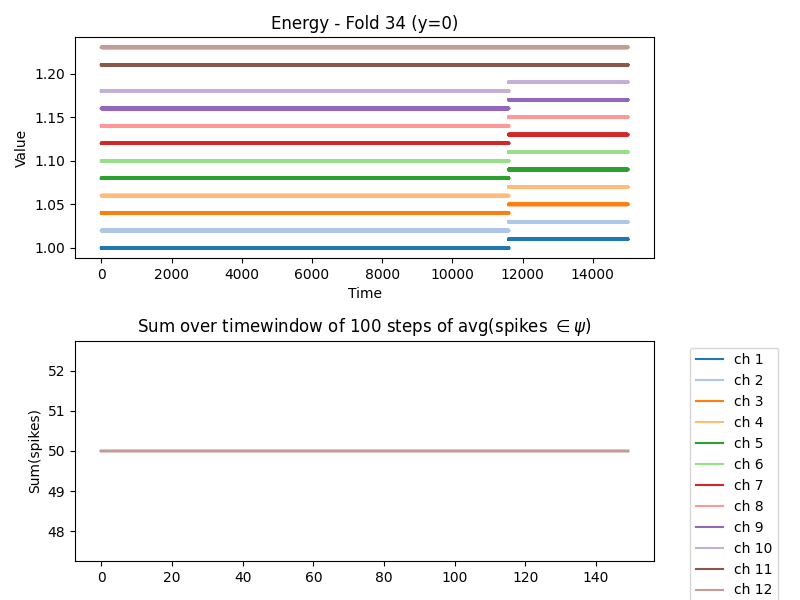 Energy - Fold 34 (y=0)
Value
1.20
1.15
1.10
1.05
1.00
0 2000 4000 6000 8000 10000 12000 14000
Time
Sum over timewindow of 100 steps of avg(spikes ∈ ψ)
Sum(spikes)
52
51
50
49
48
0 20 40 60 80 100 120 140
ch 1
ch 2
ch 3
ch 4
ch 5
ch 6
ch 7
ch 8
ch 9
ch 10
ch 11
ch 12